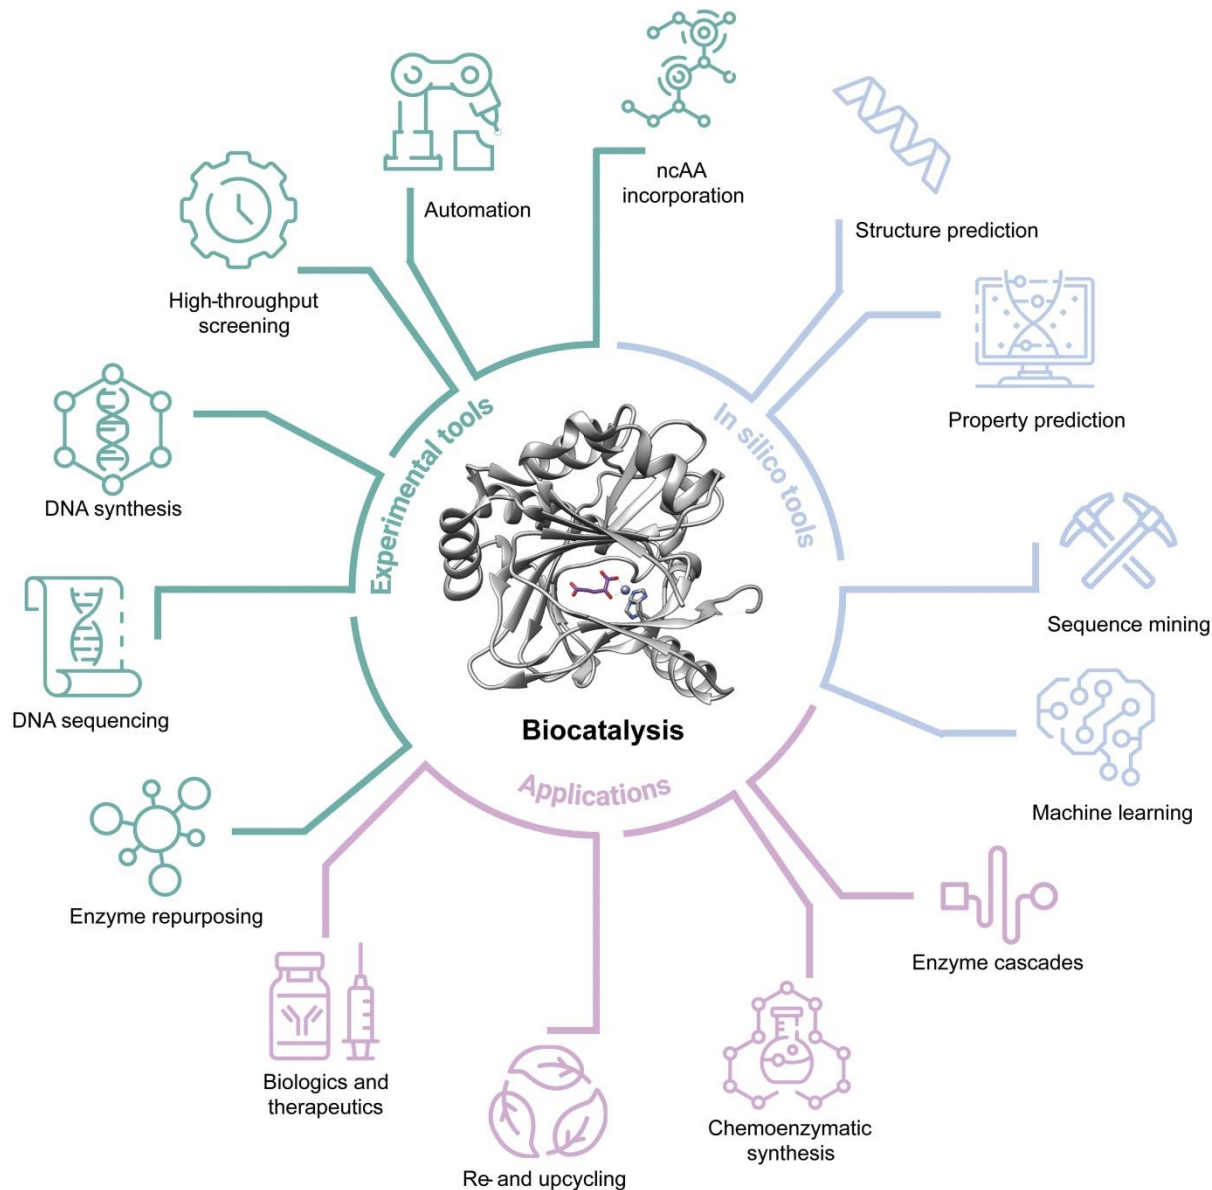 ncAA
incorporation
Automation
Structure prediction
High-throughput
screening
Property prediction
DNA synthesis
Experimental tools
In silico tools
Sequence mining
DNA sequencing
Biocatalysis
Applications
Machine learning
Enzyme repurposing
Enzyme cascades
Biologics and
therapeutics
Chemoenzymatic
synthesis
Re- and upcycling